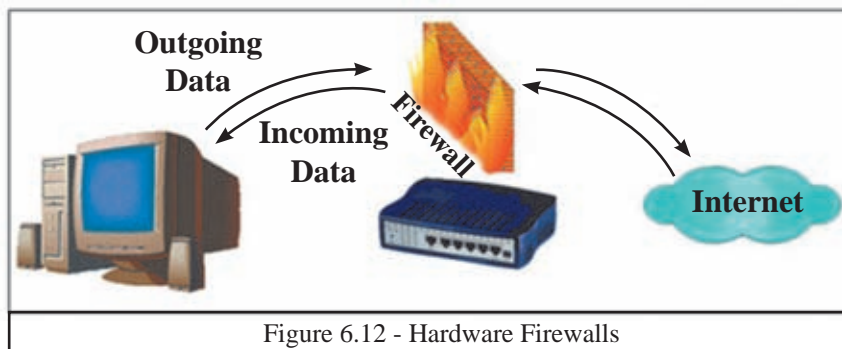 Outgoing
Data
Incoming
Data
Firewall
Internet
Figure 6.12 - Hardware Firewalls